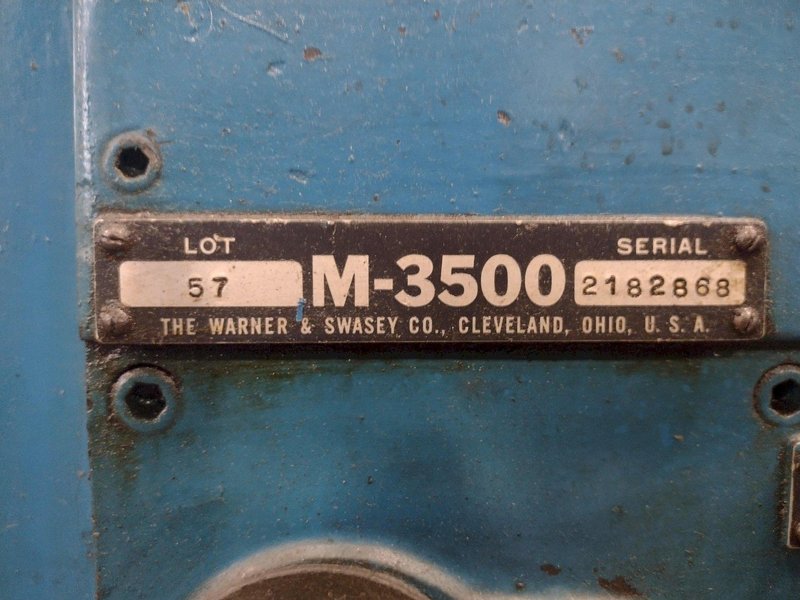 LOT SERIAL
57 M-3500 2182868
THE WARNER & SWASEY CO., CLEVELAND, OHIO, U. S. A.